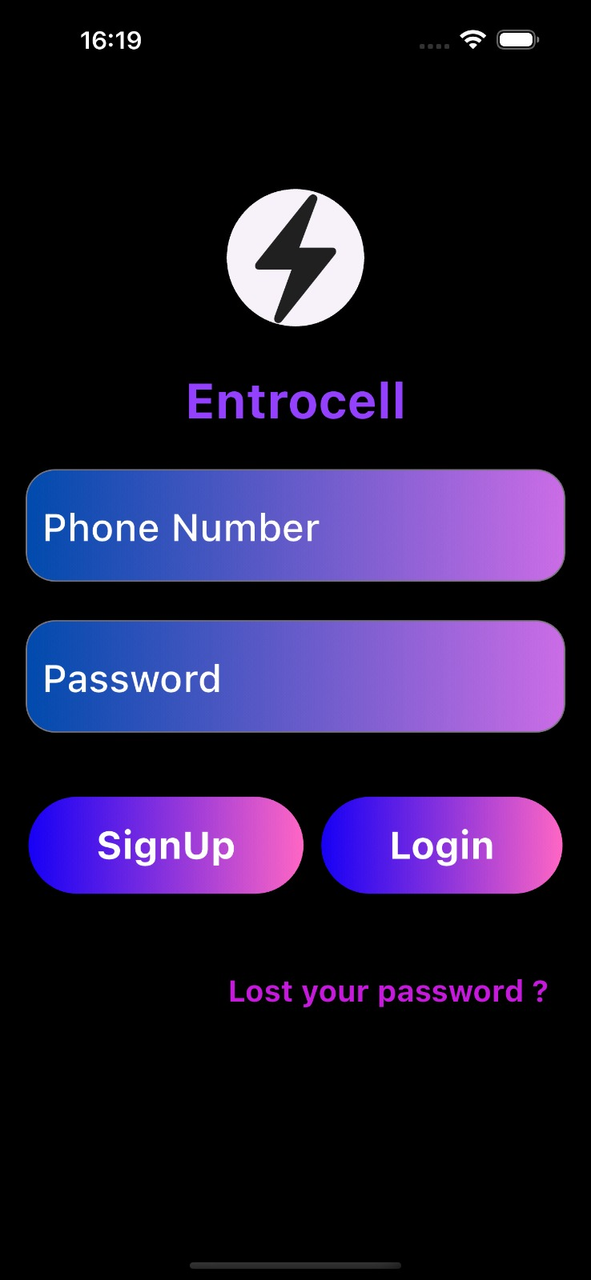 16:19
Entrocell
Phone Number
Password
SignUp Login
Lost your password ?